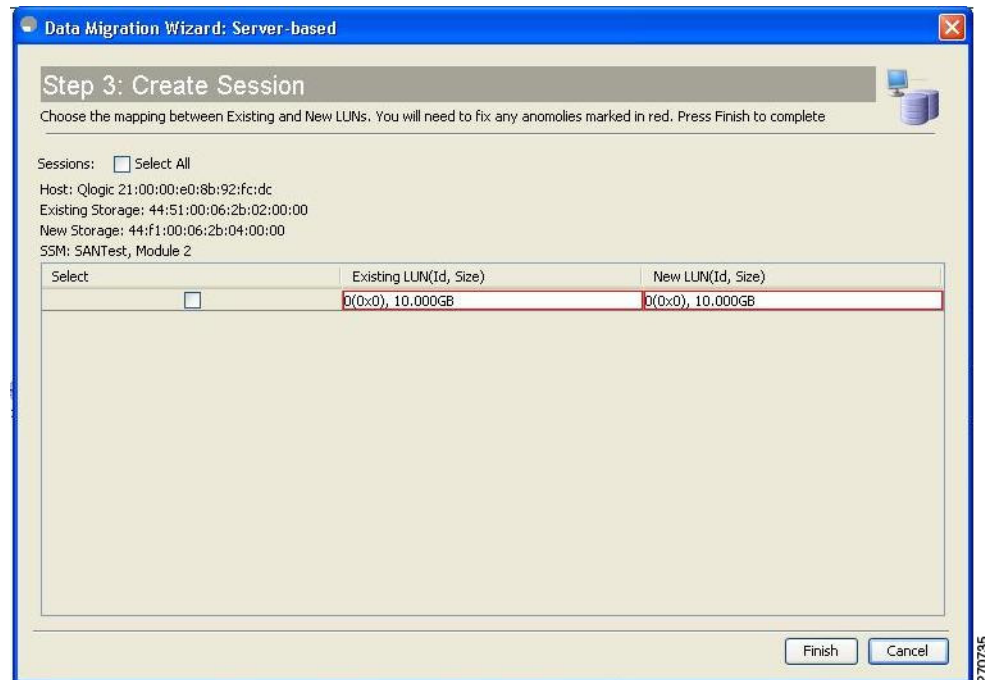 Data Migration Wizard: Server-based
Step 3: Create Session
Choose the mapping between Existing and New LUNs. You will need to fix any anomolies marked in red. Press Finish to complete
Sessions: Select All
Host: Qlogic 21:00:00:e0:8b:92:fc:dc
Existing Storage: 44:51:00:06:2b:02:00:00
New Storage: 44:f1:00:06:2b:04:00:00
SSM: SANTest, Module 2
Select Existing LUN(Id, Size) New LUN(Id, Size)
0(0x0), 10.000GB 0(0x0), 10.000GB
Finish Cancel
270735